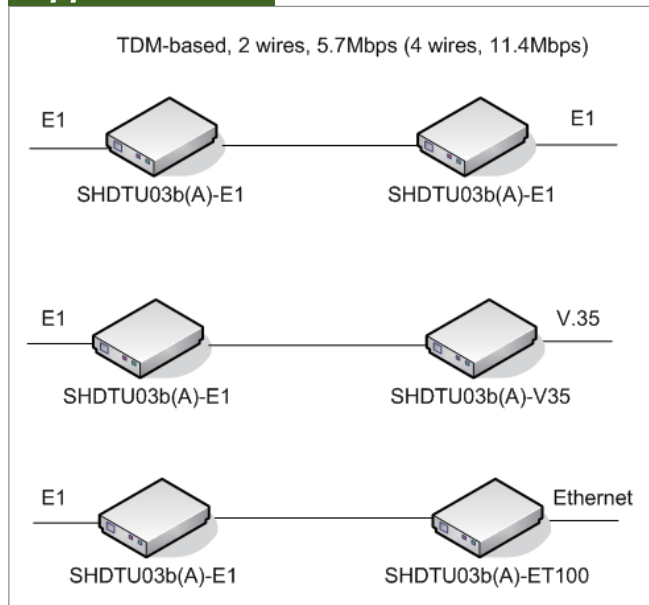 TDM-based, 2 wires, 5.7Mbps (4 wires, 11.4Mbps)
E1 E1
SHDTU03b(A)-E1 SHDTU03b(A)-E1
E1 V.35
SHDTU03b(A)-E1 SHDTU03b(A)-V35
E1 Ethernet
SHDTU03b(A)-E1 SHDTU03b(A)-ET100